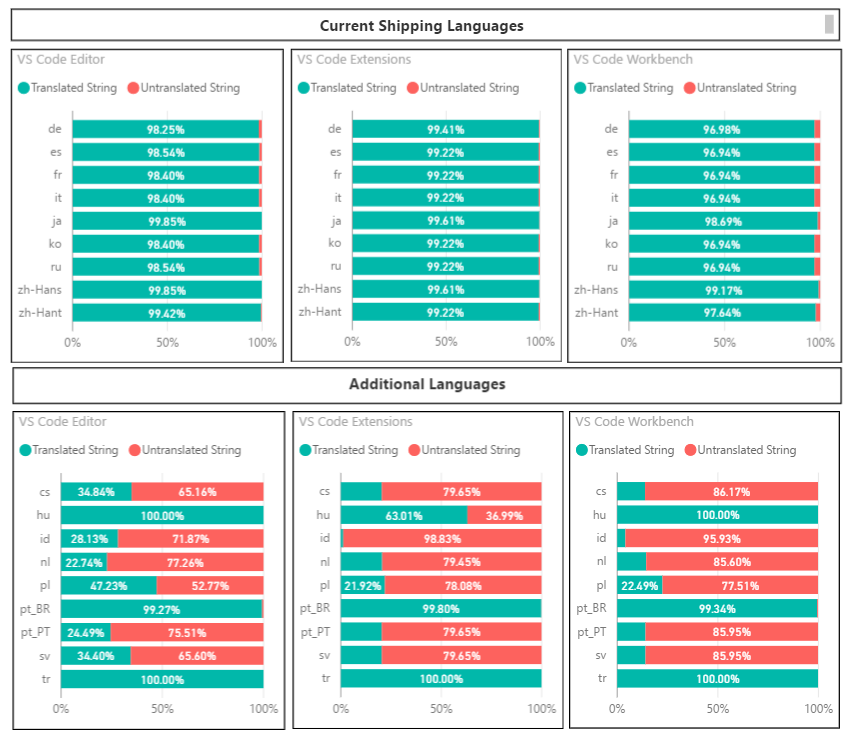 Current Shipping Languages
VS Code Editor
Translated String Untranslated String
de 98.25%
es 98.54%
fr 98.40%
it 98.40%
ja 99.85%
ko 98.40%
ru 98.54%
zh-Hans 99.85%
zh-Hant 99.42%
0% 50% 100%
VS Code Extensions
Translated String Untranslated String
de 99.41%
es 99.22%
fr 99.22%
it 99.22%
ja 99.61%
ko 99.22%
ru 99.22%
zh-Hans 99.61%
zh-Hant 99.22%
0% 50% 100%
VS Code Workbench
Translated String Untranslated String
de 96.98%
es 96.94%
fr 96.94%
it 96.94%
ja 98.69%
ko 96.94%
ru 96.94%
zh-Hans 99.17%
zh-Hant 97.64%
0% 50% 100%
Additional Languages
VS Code Editor
Translated String Untranslated String
cs 34.84% 65.16%
hu 100.00%
id 28.13% 71.87%
nl 22.74% 77.26%
pl 47.23% 52.77%
pt_BR 99.27%
pt_PT 24.49% 75.51%
sv 34.40% 65.60%
tr 100.00%
0% 50% 100%
VS Code Extensions
Translated String Untranslated String
cs 79.65%
hu 63.01% 36.99%
id 98.83%
nl 79.45%
pl 21.92% 78.08%
pt_BR 99.80%
pt_PT 79.65%
sv 79.65%
tr 100.00%
0% 50% 100%
VS Code Workbench
Translated String Untranslated String
cs 86.17%
hu 100.00%
id 95.93%
nl 85.60%
pl 22.49% 77.51%
pt_BR 99.34%
pt_PT 85.95%
sv 85.95%
tr 100.00%
0% 50% 100%